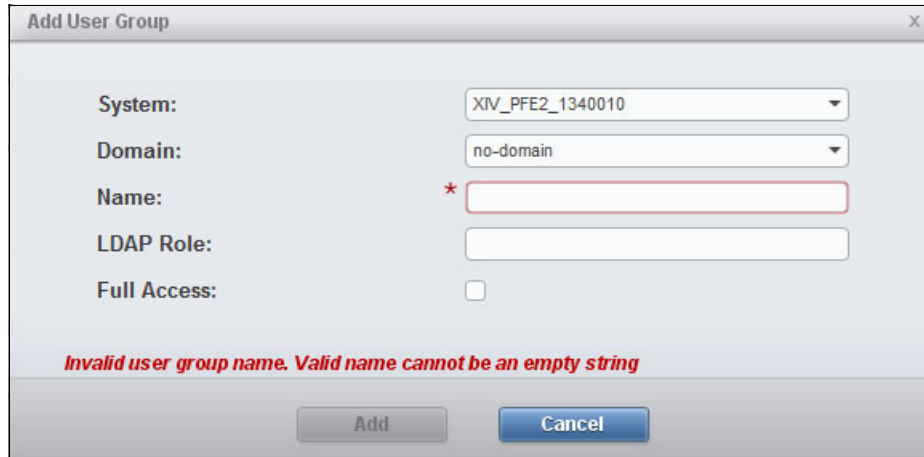 Add User Group x
System: XIV_PFE2_1340010
Domain: no-domain
Name: *
LDAP Role:
Full Access:
Invalid user group name. Valid name cannot be an empty string
Add Cancel